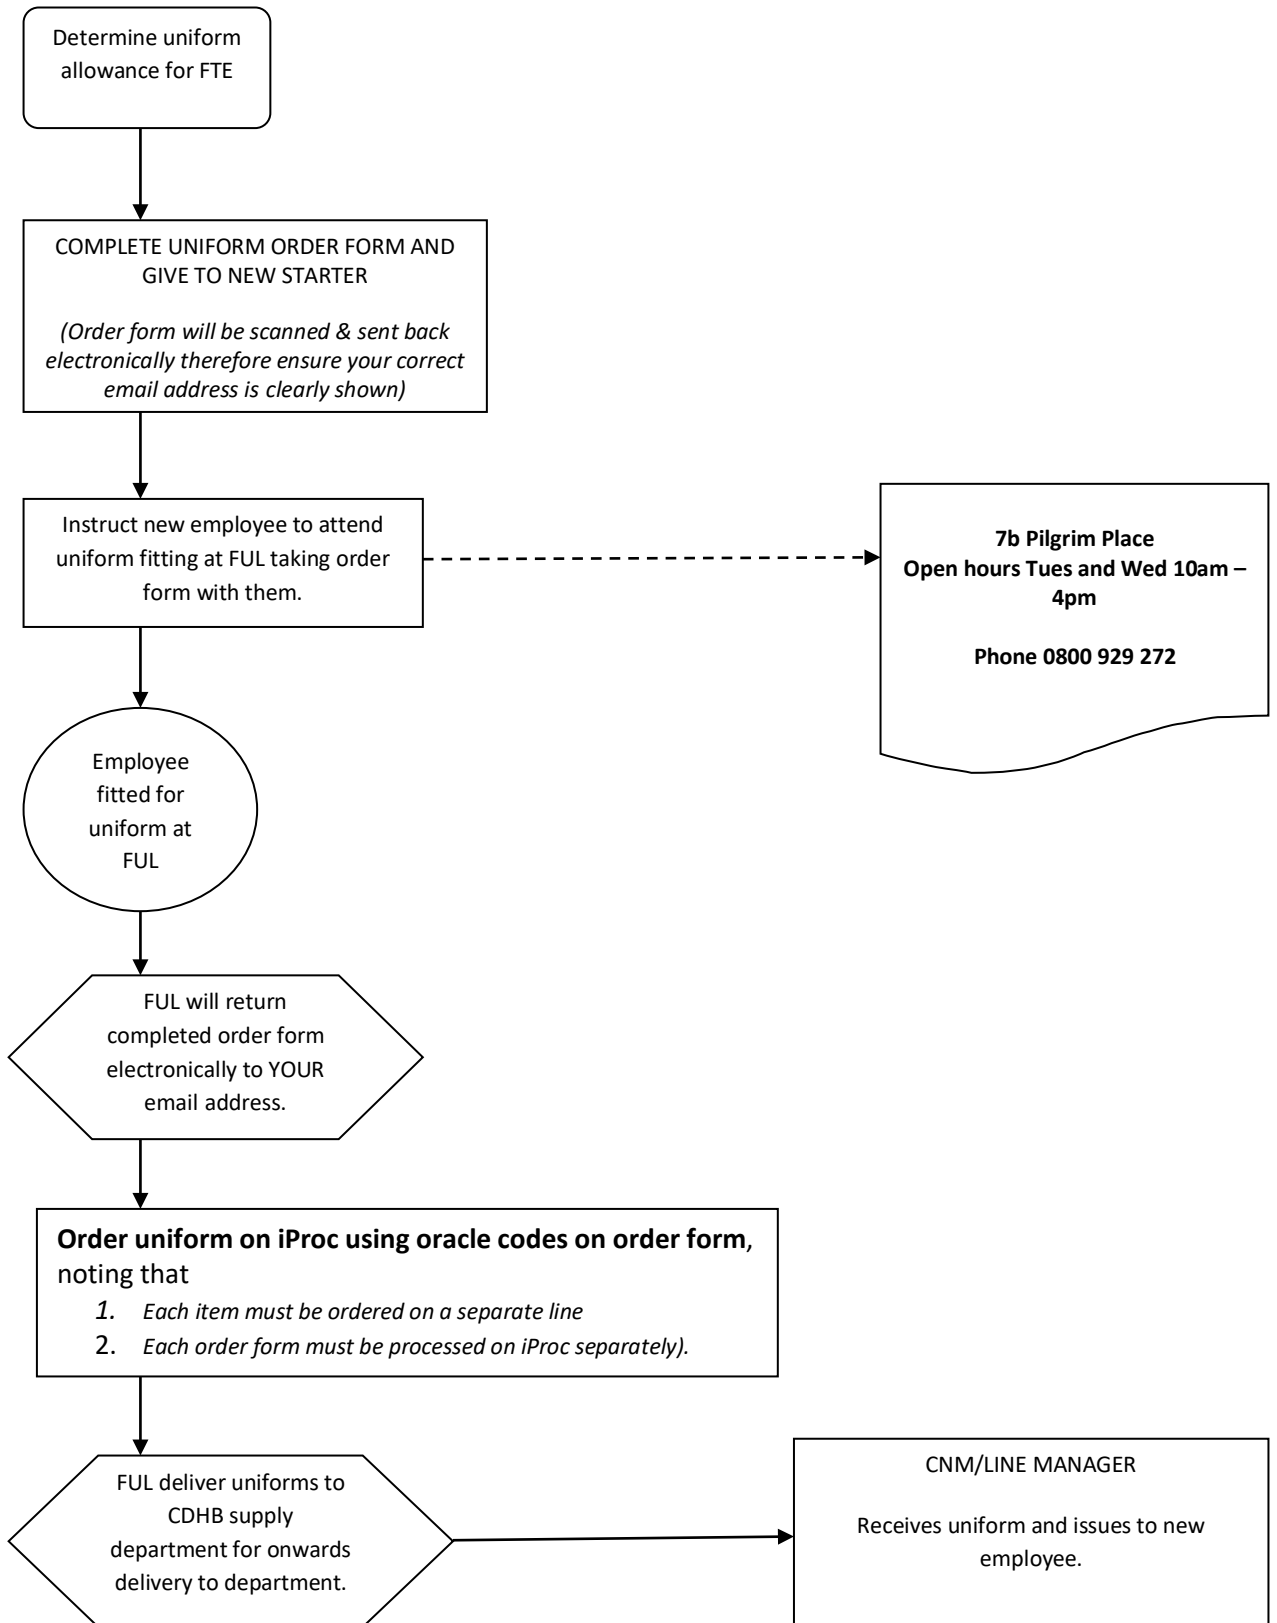 Determine uniform
allowance for FTE
COMPLETE UNIFORM ORDER FORM AND
GIVE TO NEW STARTER
(Order form will be scanned & sent back
electronically therefore ensure your correct
email address is clearly shown)
Instruct new employee to attend
uniform fitting at FUL taking order
form with them.
7b Pilgrim Place
Open hours Tues and Wed 10am –
4pm
Phone 0800 929 272
Employee
fitted for
uniform at
FUL
FUL will return
completed order form
electronically to YOUR
email address.
Order uniform on iProc using oracle codes on order form,
noting that
1. Each item must be ordered on a separate line
2. Each order form must be processed on iProc separately).
FUL deliver uniforms to
CDHB supply
department for onwards
delivery to department.
CNM/LINE MANAGER
Receives uniform and issues to new
employee.